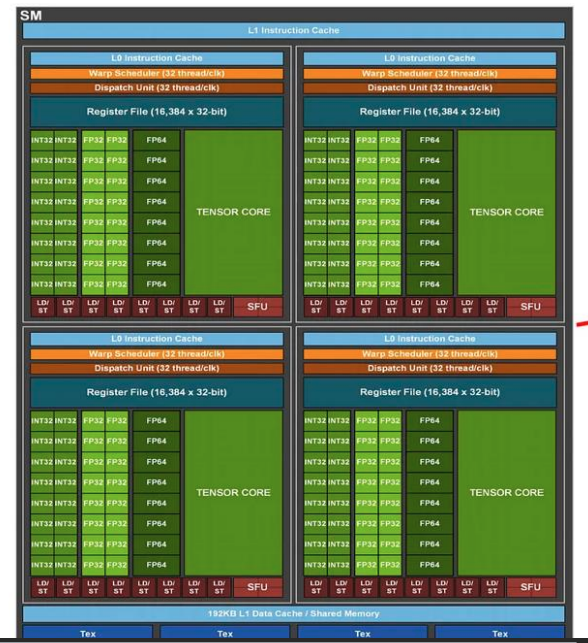 SM
L1 Instruction Cache
L0 Instruction Cache
Warp Scheduler (32 thread/clk)
Dispatch Unit (32 thread/clk)
Register File (16,384 x 32-bit)
INT32 INT32 FP32 FP32 FP64
INT32 INT32 FP32 FP32 FP64
INT32 INT32 FP32 FP32 FP64
INT32 INT32 FP32 FP32 FP64
INT32 INT32 FP32 FP32 FP64
INT32 INT32 FP32 FP32 FP64
INT32 INT32 FP32 FP32 FP64
INT32 INT32 FP32 FP32 FP64
TENSOR CORE
LD/ LD/ LD/ LD/ LD/ LD/ LD/ LD/
ST ST ST ST ST ST ST ST
SFU
L0 Instruction Cache
Warp Scheduler (32 thread/clk)
Dispatch Unit (32 thread/clk)
Register File (16,384 x 32-bit)
INT32 INT32 FP32 FP32 FP64
INT32 INT32 FP32 FP32 FP64
INT32 INT32 FP32 FP32 FP64
INT32 INT32 FP32 FP32 FP64
INT32 INT32 FP32 FP32 FP64
INT32 INT32 FP32 FP32 FP64
INT32 INT32 FP32 FP32 FP64
INT32 INT32 FP32 FP32 FP64
TENSOR CORE
LD/ LD/ LD/ LD/ LD/ LD/ LD/ LD/
ST ST ST ST ST ST ST ST
SFU
L0 Instruction Cache
Warp Scheduler (32 thread/clk)
Dispatch Unit (32 thread/clk)
Register File (16,384 x 32-bit)
INT32 INT32 FP32 FP32 FP64
INT32 INT32 FP32 FP32 FP64
INT32 INT32 FP32 FP32 FP64
INT32 INT32 FP32 FP32 FP64
INT32 INT32 FP32 FP32 FP64
INT32 INT32 FP32 FP32 FP64
INT32 INT32 FP32 FP32 FP64
INT32 INT32 FP32 FP32 FP64
TENSOR CORE
LD/ LD/ LD/ LD/ LD/ LD/ LD/ LD/
ST ST ST ST ST ST ST ST
SFU
L0 Instruction Cache
Warp Scheduler (32 thread/clk)
Dispatch Unit (32 thread/clk)
Register File (16,384 x 32-bit)
INT32 INT32 FP32 FP32 FP64
INT32 INT32 FP32 FP32 FP64
INT32 INT32 FP32 FP32 FP64
INT32 INT32 FP32 FP32 FP64
INT32 INT32 FP32 FP32 FP64
INT32 INT32 FP32 FP32 FP64
INT32 INT32 FP32 FP32 FP64
INT32 INT32 FP32 FP32 FP64
TENSOR CORE
LD/ LD/ LD/ LD/ LD/ LD/ LD/ LD/
ST ST ST ST ST ST ST ST
SFU
192KB L1 Data Cache / Shared Memory
Tex Tex Tex Tex